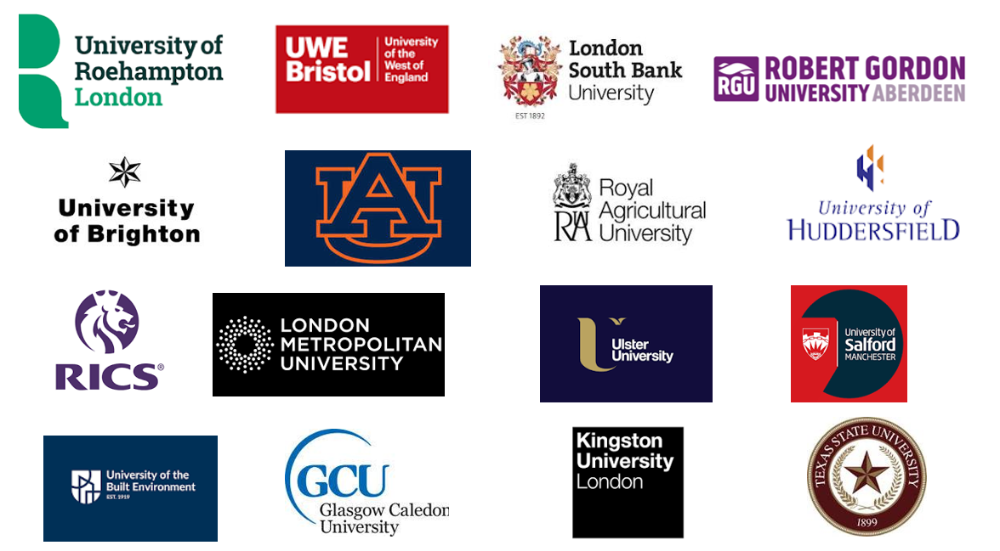 University of
Roehampton
London
UWE
Bristol
University
of the
West of
England
London
South Bank
University
EST 1892
RGU
ROBERT GORDON
UNIVERSITY ABERDEEN
University
of Brighton
AU
RAU
Royal
Agricultural
University
University of
HUDDERSFIELD
RICS®
LONDON
METROPOLITAN
UNIVERSITY
Ulster
University
University of
Salford
MANCHESTER
University of the
Built Environment
EST. 1919
GCU
Glasgow Caledon
University
Kingston
University
London
TEXAS STATE UNIVERSITY
1899